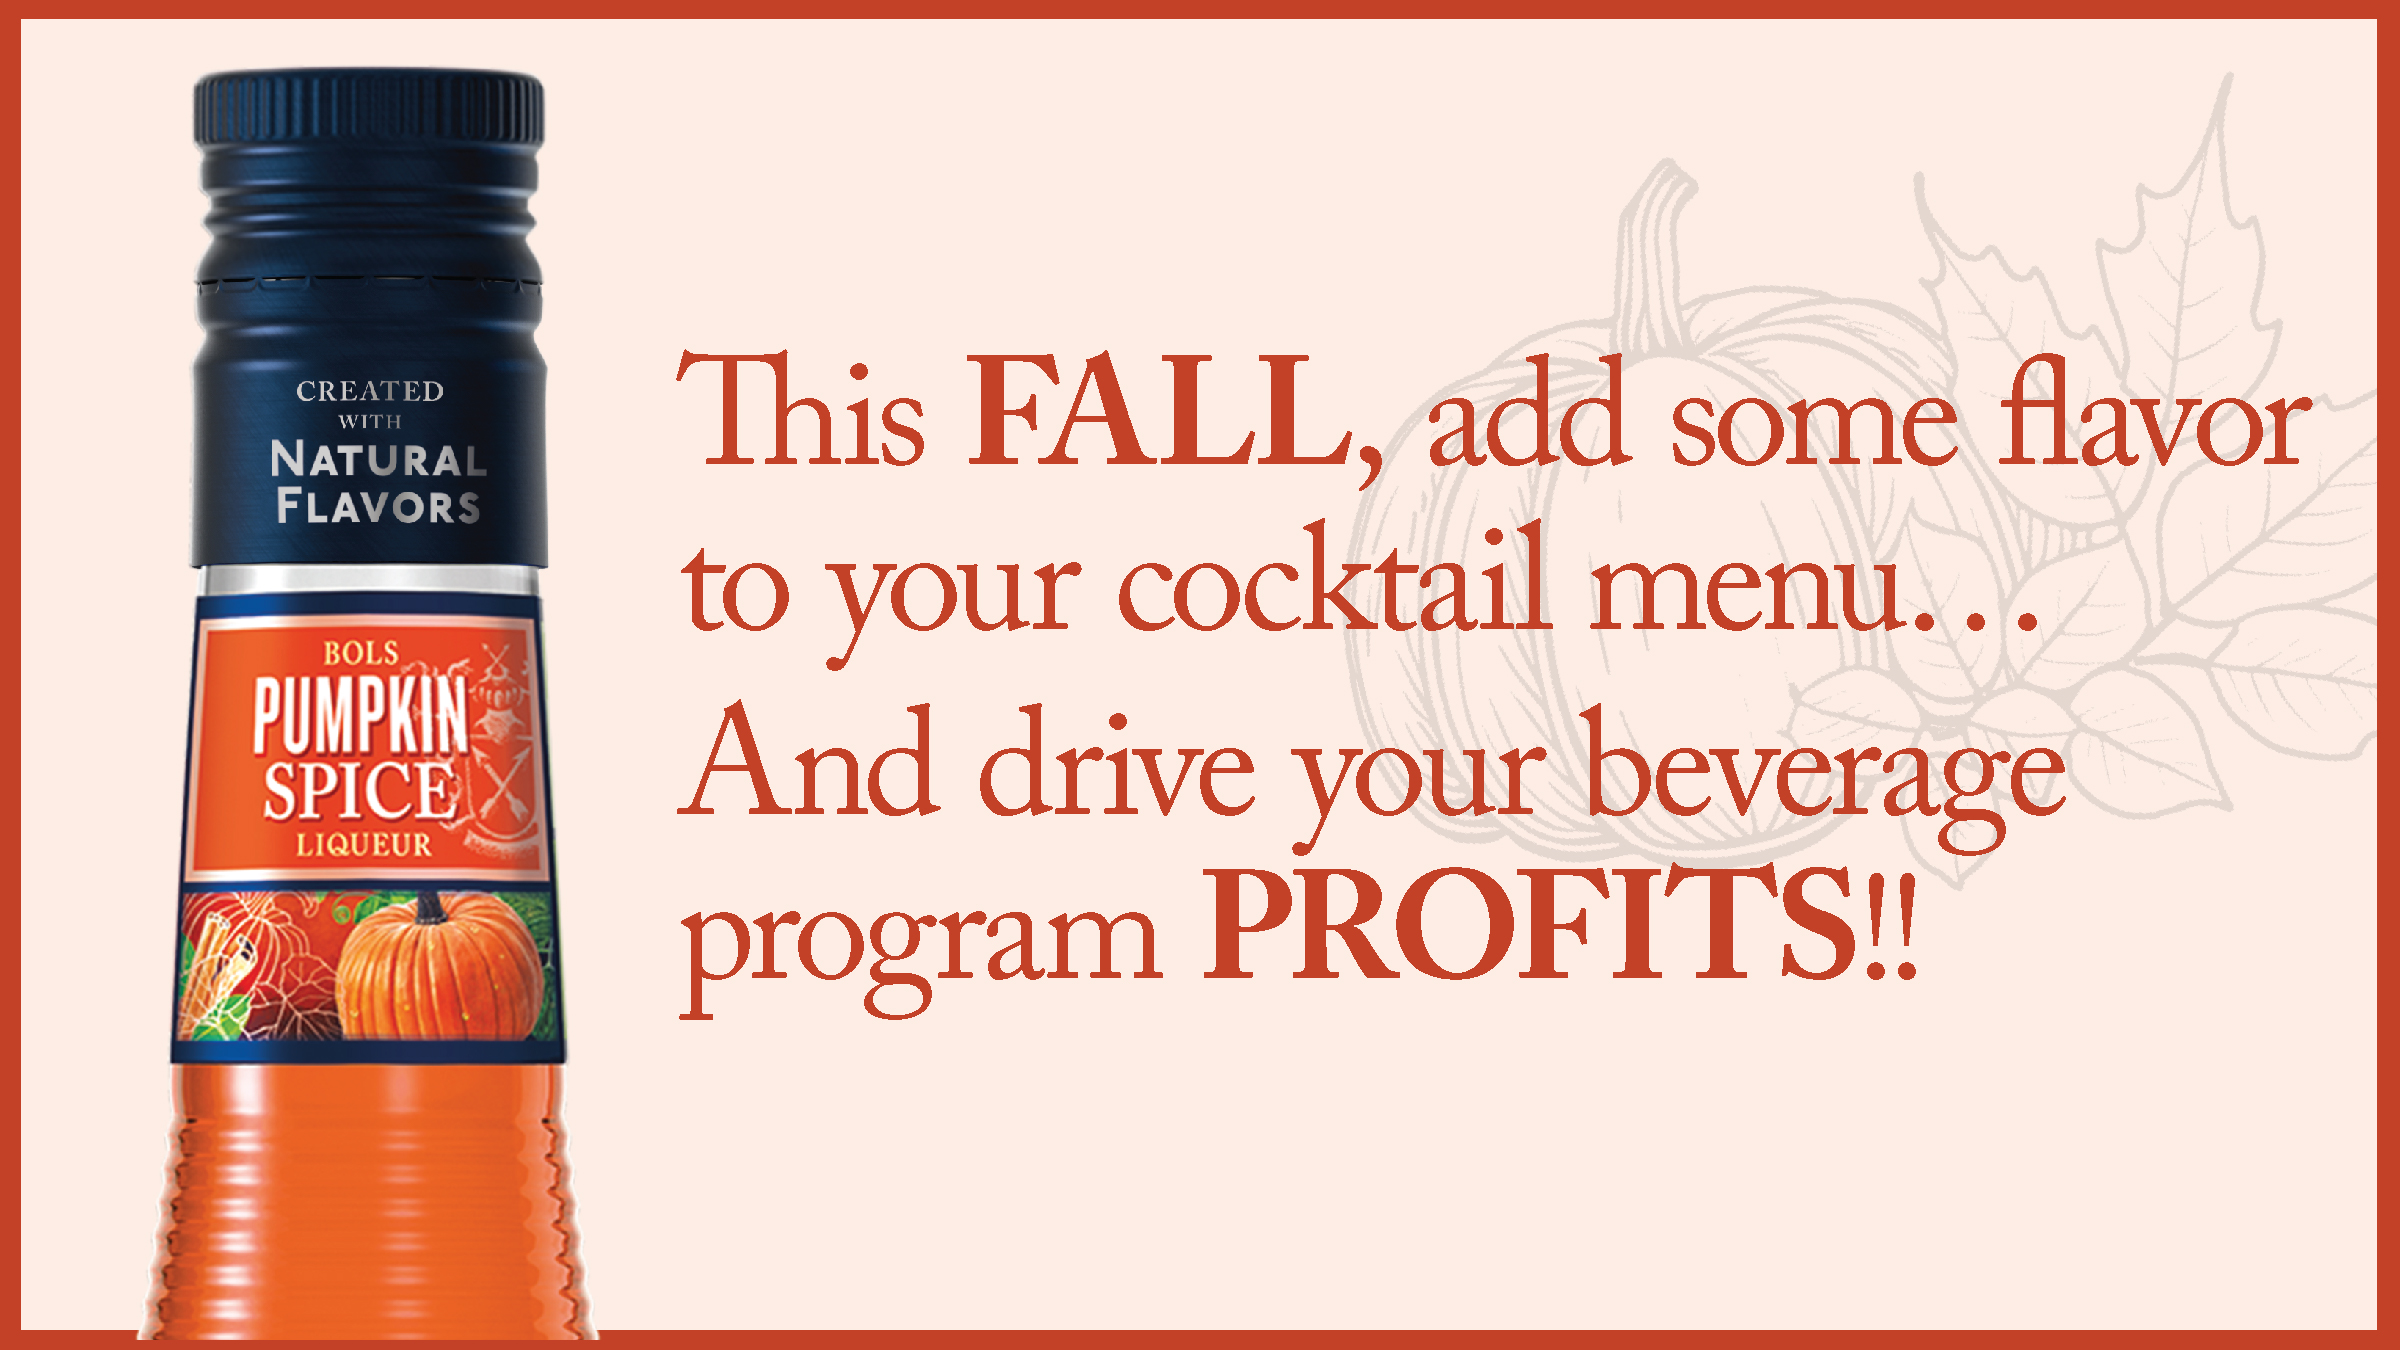 CREATED
WITH
NATURAL
FLAVORS
BOLS
PUMPKIN
SPICE
LIQUEUR
This FALL, add some flavor
to your cocktail menu…
And drive your beverage
program PROFITS!!